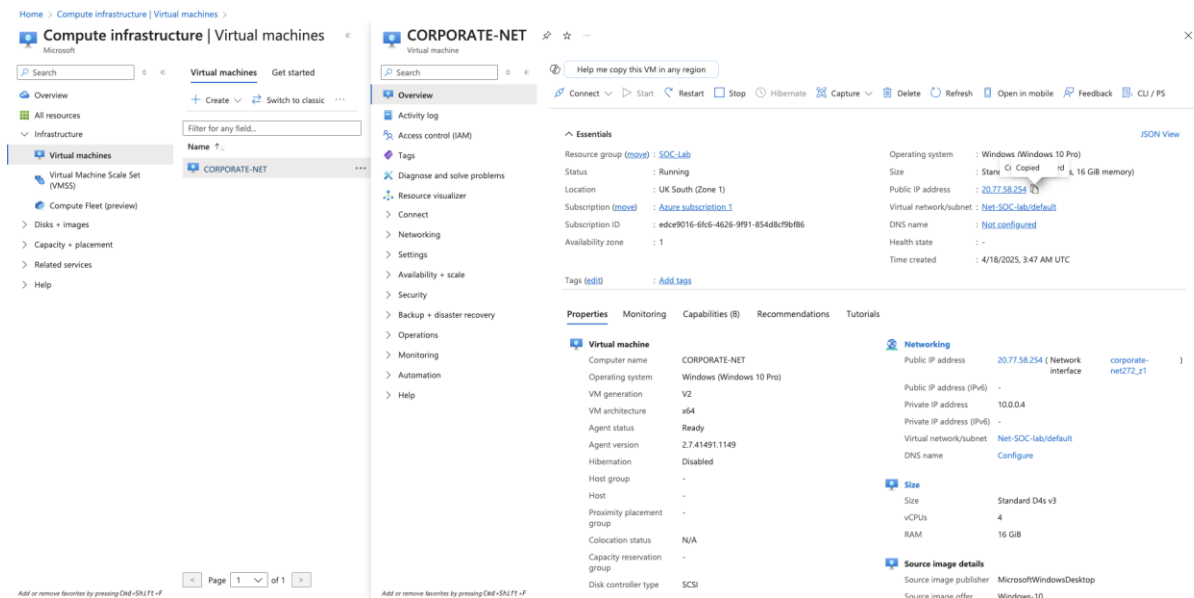 Home > Compute infrastructure | Virtual machines >
Compute infrastructure | Virtual machines
Microsoft
Search
Overview
All resources
Infrastructure
Virtual machines
Virtual Machine Scale Set
(VMSS)
Compute Fleet (preview)
Disks + images
Capacity + placement
Related services
Help
Add or remove favorites by pressing Cmd+Shift+F
Virtual machines Get started
Create Switch to classic ...
Filter for any field...
Name ↑↓
CORPORATE-NET ...
< Page 1 of 1 >
CORPORATE-NET ...
Virtual machine
Search
Overview
Activity log
Access control (IAM)
Tags
Diagnose and solve problems
Resource visualizer
Connect
Networking
Settings
Availability + scale
Security
Backup + disaster recovery
Operations
Monitoring
Automation
Help
Add or remove favorites by pressing Cmd+Shift+F
Help me copy this VM in any region
Connect Start Restart Stop Hibernate Capture Delete Refresh Open in mobile Feedback CLI / PS
Essentials JSON View
Resource group (move) : SOC-Lab
Status : Running
Location : UK South (Zone 1)
Subscription (move) : Azure subscription 1
Subscription ID : edce9016-6fc6-4626-9f91-854d8cf9bf86
Availability zone : 1
Operating system : Windows (Windows 10 Pro)
Size : Stan s, 16 GiB memory)
Copied
Public IP address : 20.77.58.254
Virtual network/subnet : Net-SOC-lab/default
DNS name : Not configured
Health state : -
Time created : 4/18/2025, 3:47 AM UTC
Tags (edit) : Add tags
Properties Monitoring Capabilities (8) Recommendations Tutorials
Virtual machine
Computer name CORPORATE-NET
Operating system Windows (Windows 10 Pro)
VM generation V2
VM architecture x64
Agent status Ready
Agent version 2.7.41491.1149
Hibernation Disabled
Host group -
Host -
Proximity placement -
group
Colocation status N/A
Capacity reservation -
group
Disk controller type SCSI
Networking
Public IP address 20.77.58.254 ( Network corporate- )
interface net272_z1
Public IP address (IPv6) -
Private IP address 10.0.0.4
Private IP address (IPv6) -
Virtual network/subnet Net-SOC-lab/default
DNS name Configure
Size
Size Standard D4s v3
vCPUs 4
RAM 16 GiB
Source image details
Source image publisher MicrosoftWindowsDesktop
Source image offer Windows-10